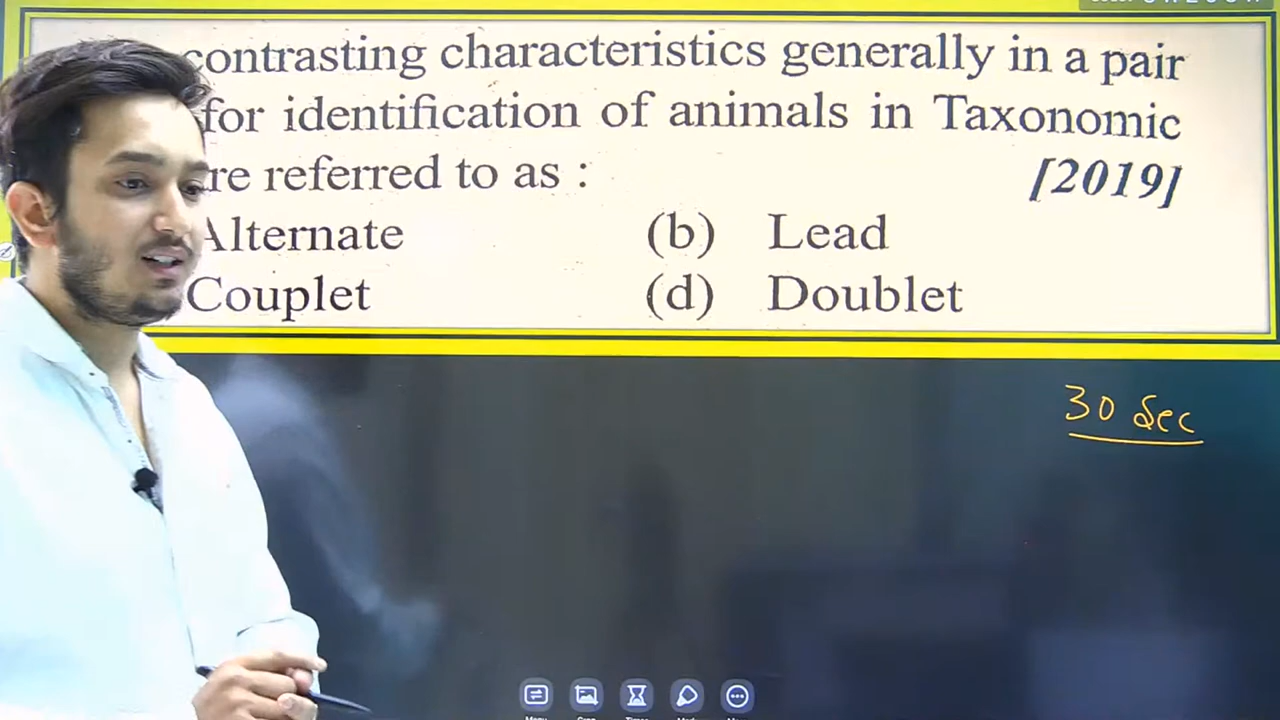 contrasting characteristics generally in a pair
for identification of animals in Taxonomic
re referred to as : [2019]
Alternate (b) Lead
Couplet (d) Doublet
30 Sec